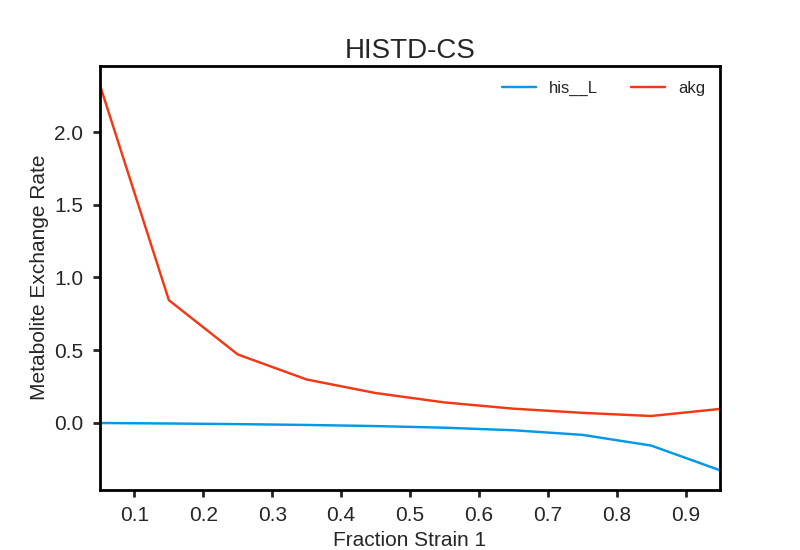 HISTD-CS
his__L
akg
Metabolite Exchange Rate
2.0
1.5
1.0
0.5
0.0
0.1 0.2 0.3 0.4 0.5 0.6 0.7 0.8 0.9
Fraction Strain 1